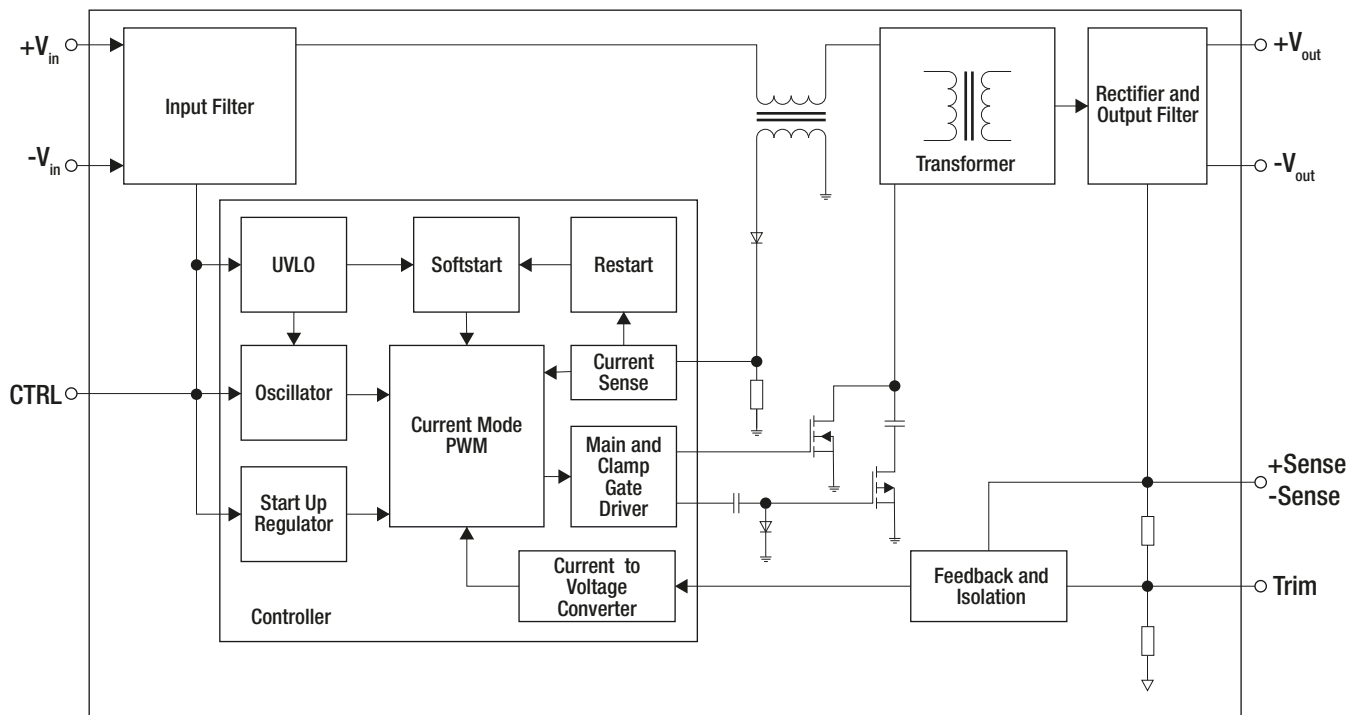 +Vin
-Vin
Input Filter
Transformer
Rectifier and
Output Filter
+Vout
-Vout
UVLO
Softstart
Restart
CTRL
Oscillator
Current Mode
PWM
Current
Sense
Start Up
Regulator
Main and
Clamp
Gate
Driver
Current to
Voltage
Converter
Controller
Feedback and
Isolation
+Sense
-Sense
Trim